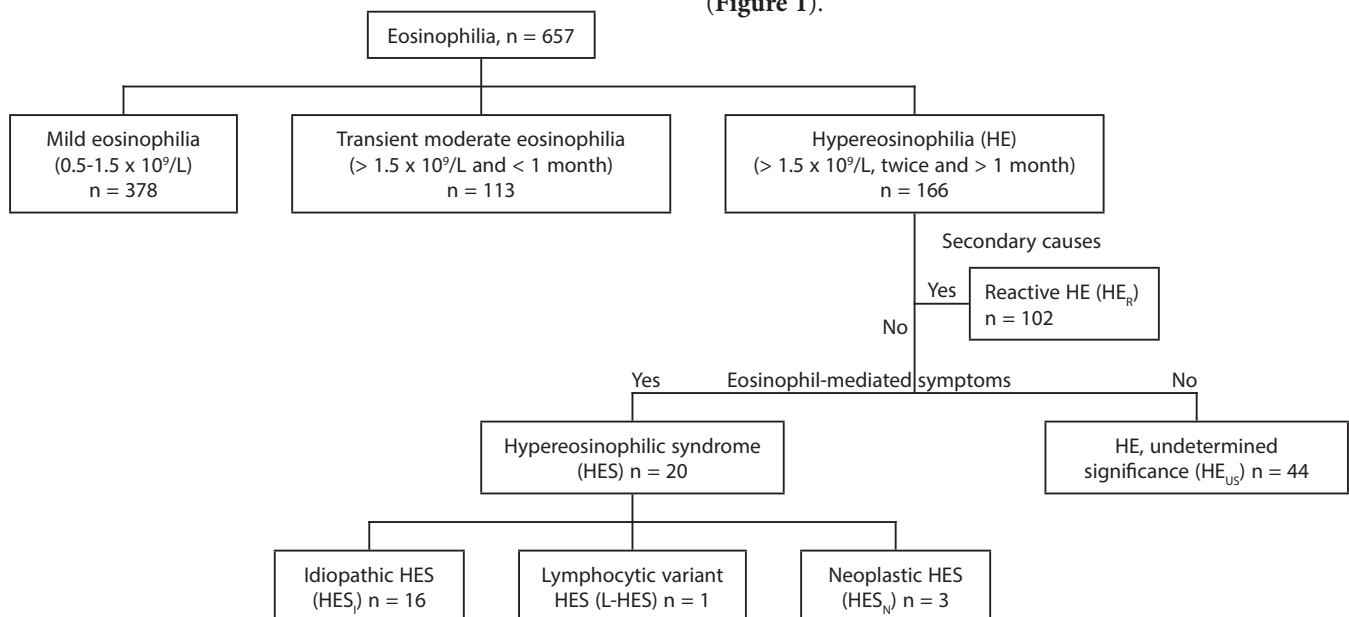 (Figure 1).
Eosinophilia, n = 657
Mild eosinophilia
(0.5-1.5 x 10⁹/L)
n = 378
Transient moderate eosinophilia
(> 1.5 x 10⁹/L and < 1 month)
n = 113
Hypereosinophilia (HE)
(> 1.5 x 10⁹/L, twice and > 1 month)
n = 166
Secondary causes
Yes
Reactive HE (HE_R)
n = 102
No
Yes
Eosinophil-mediated symptoms
No
Hypereosinophilic syndrome
(HES) n = 20
HE, undetermined
significance (HE_US) n = 44
Idiopathic HES
(HES_I) n = 16
Lymphocytic variant
HES (L-HES) n = 1
Neoplastic HES
(HES_N) n = 3